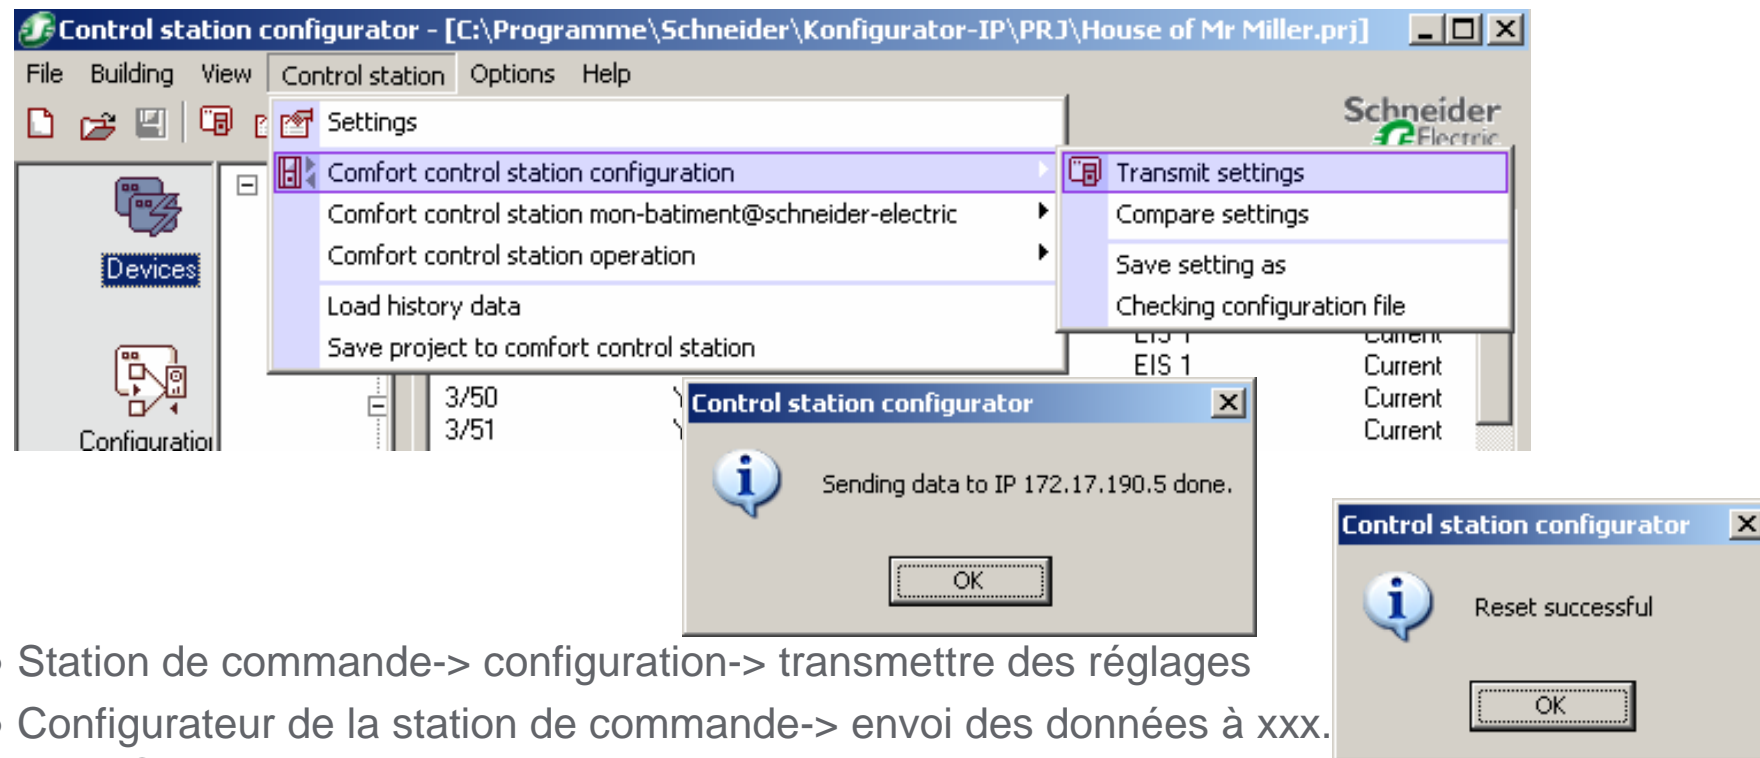 Control station configurator - [C:\Programme\Schneider\Konfigurator-IP\PRJ\House of Mr Miller.prj]
File Building View Control station Options Help
Schneider
Electric
Settings
Comfort control station configuration
Transmit settings
Comfort control station mon-batiment@schneider-electric
Compare settings
Devices
Comfort control station operation
Save setting as
Load history data
Checking configuration file
Save project to comfort control station
EIS 1 Current
EIS 1 Current
3/50 Current
3/51 Current
Configuration
Control station configurator
Sending data to IP 172.17.190.5 done.
OK
Control station configurator
Reset successful
OK
• Station de commande-> configuration-> transmettre des réglages
• Configurateur de la station de commande-> envoi des données à xxx.